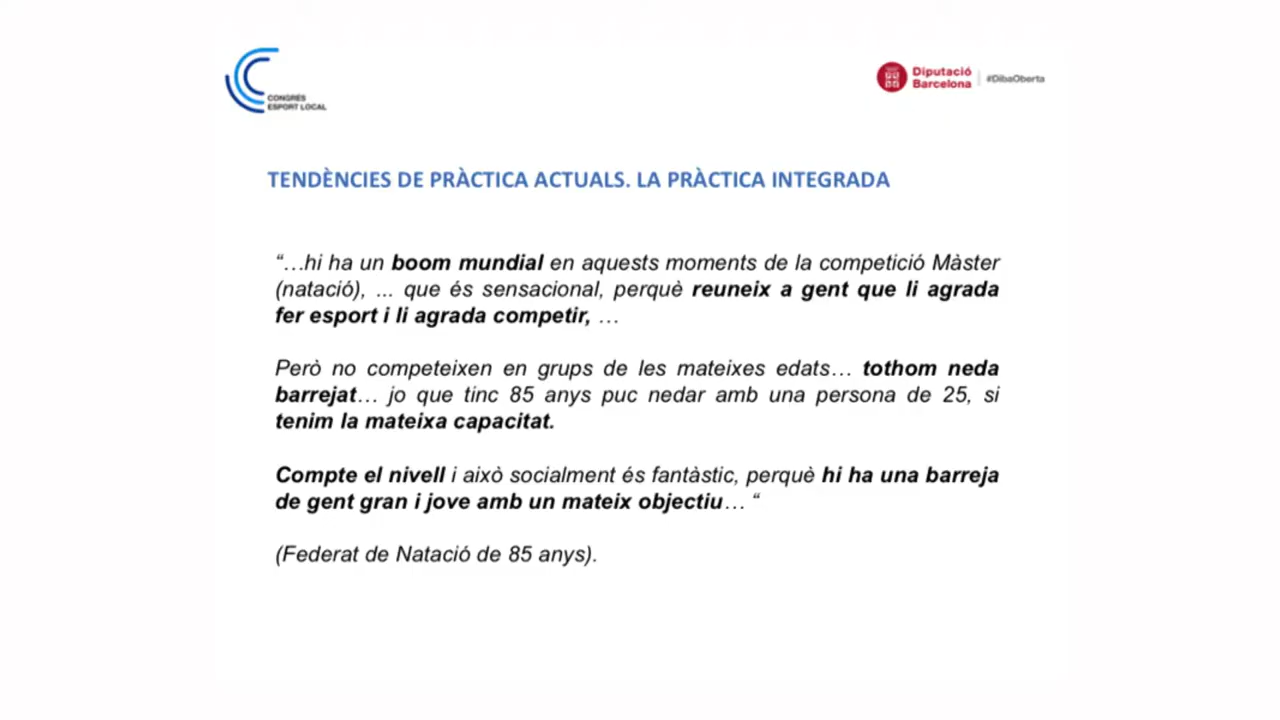 CONGRÉS
ESPORT LOCAL
Diputació
Barcelona
#DibaOberta
TENDÈNCIES DE PRÀCTICA ACTUALS. LA PRÀCTICA INTEGRADA
“…hi ha un boom mundial en aquests moments de la competició Màster
(natació), ... que és sensacional, perquè reuneix a gent que li agrada
fer esport i li agrada competir, …
Però no competeixen en grups de les mateixes edats… tothom neda
barrejat… jo que tinc 85 anys puc nedar amb una persona de 25, si
tenim la mateixa capacitat.
Compte el nivell i això socialment és fantàstic, perquè hi ha una barreja
de gent gran i jove amb un mateix objectiu… “
(Federat de Natació de 85 anys).